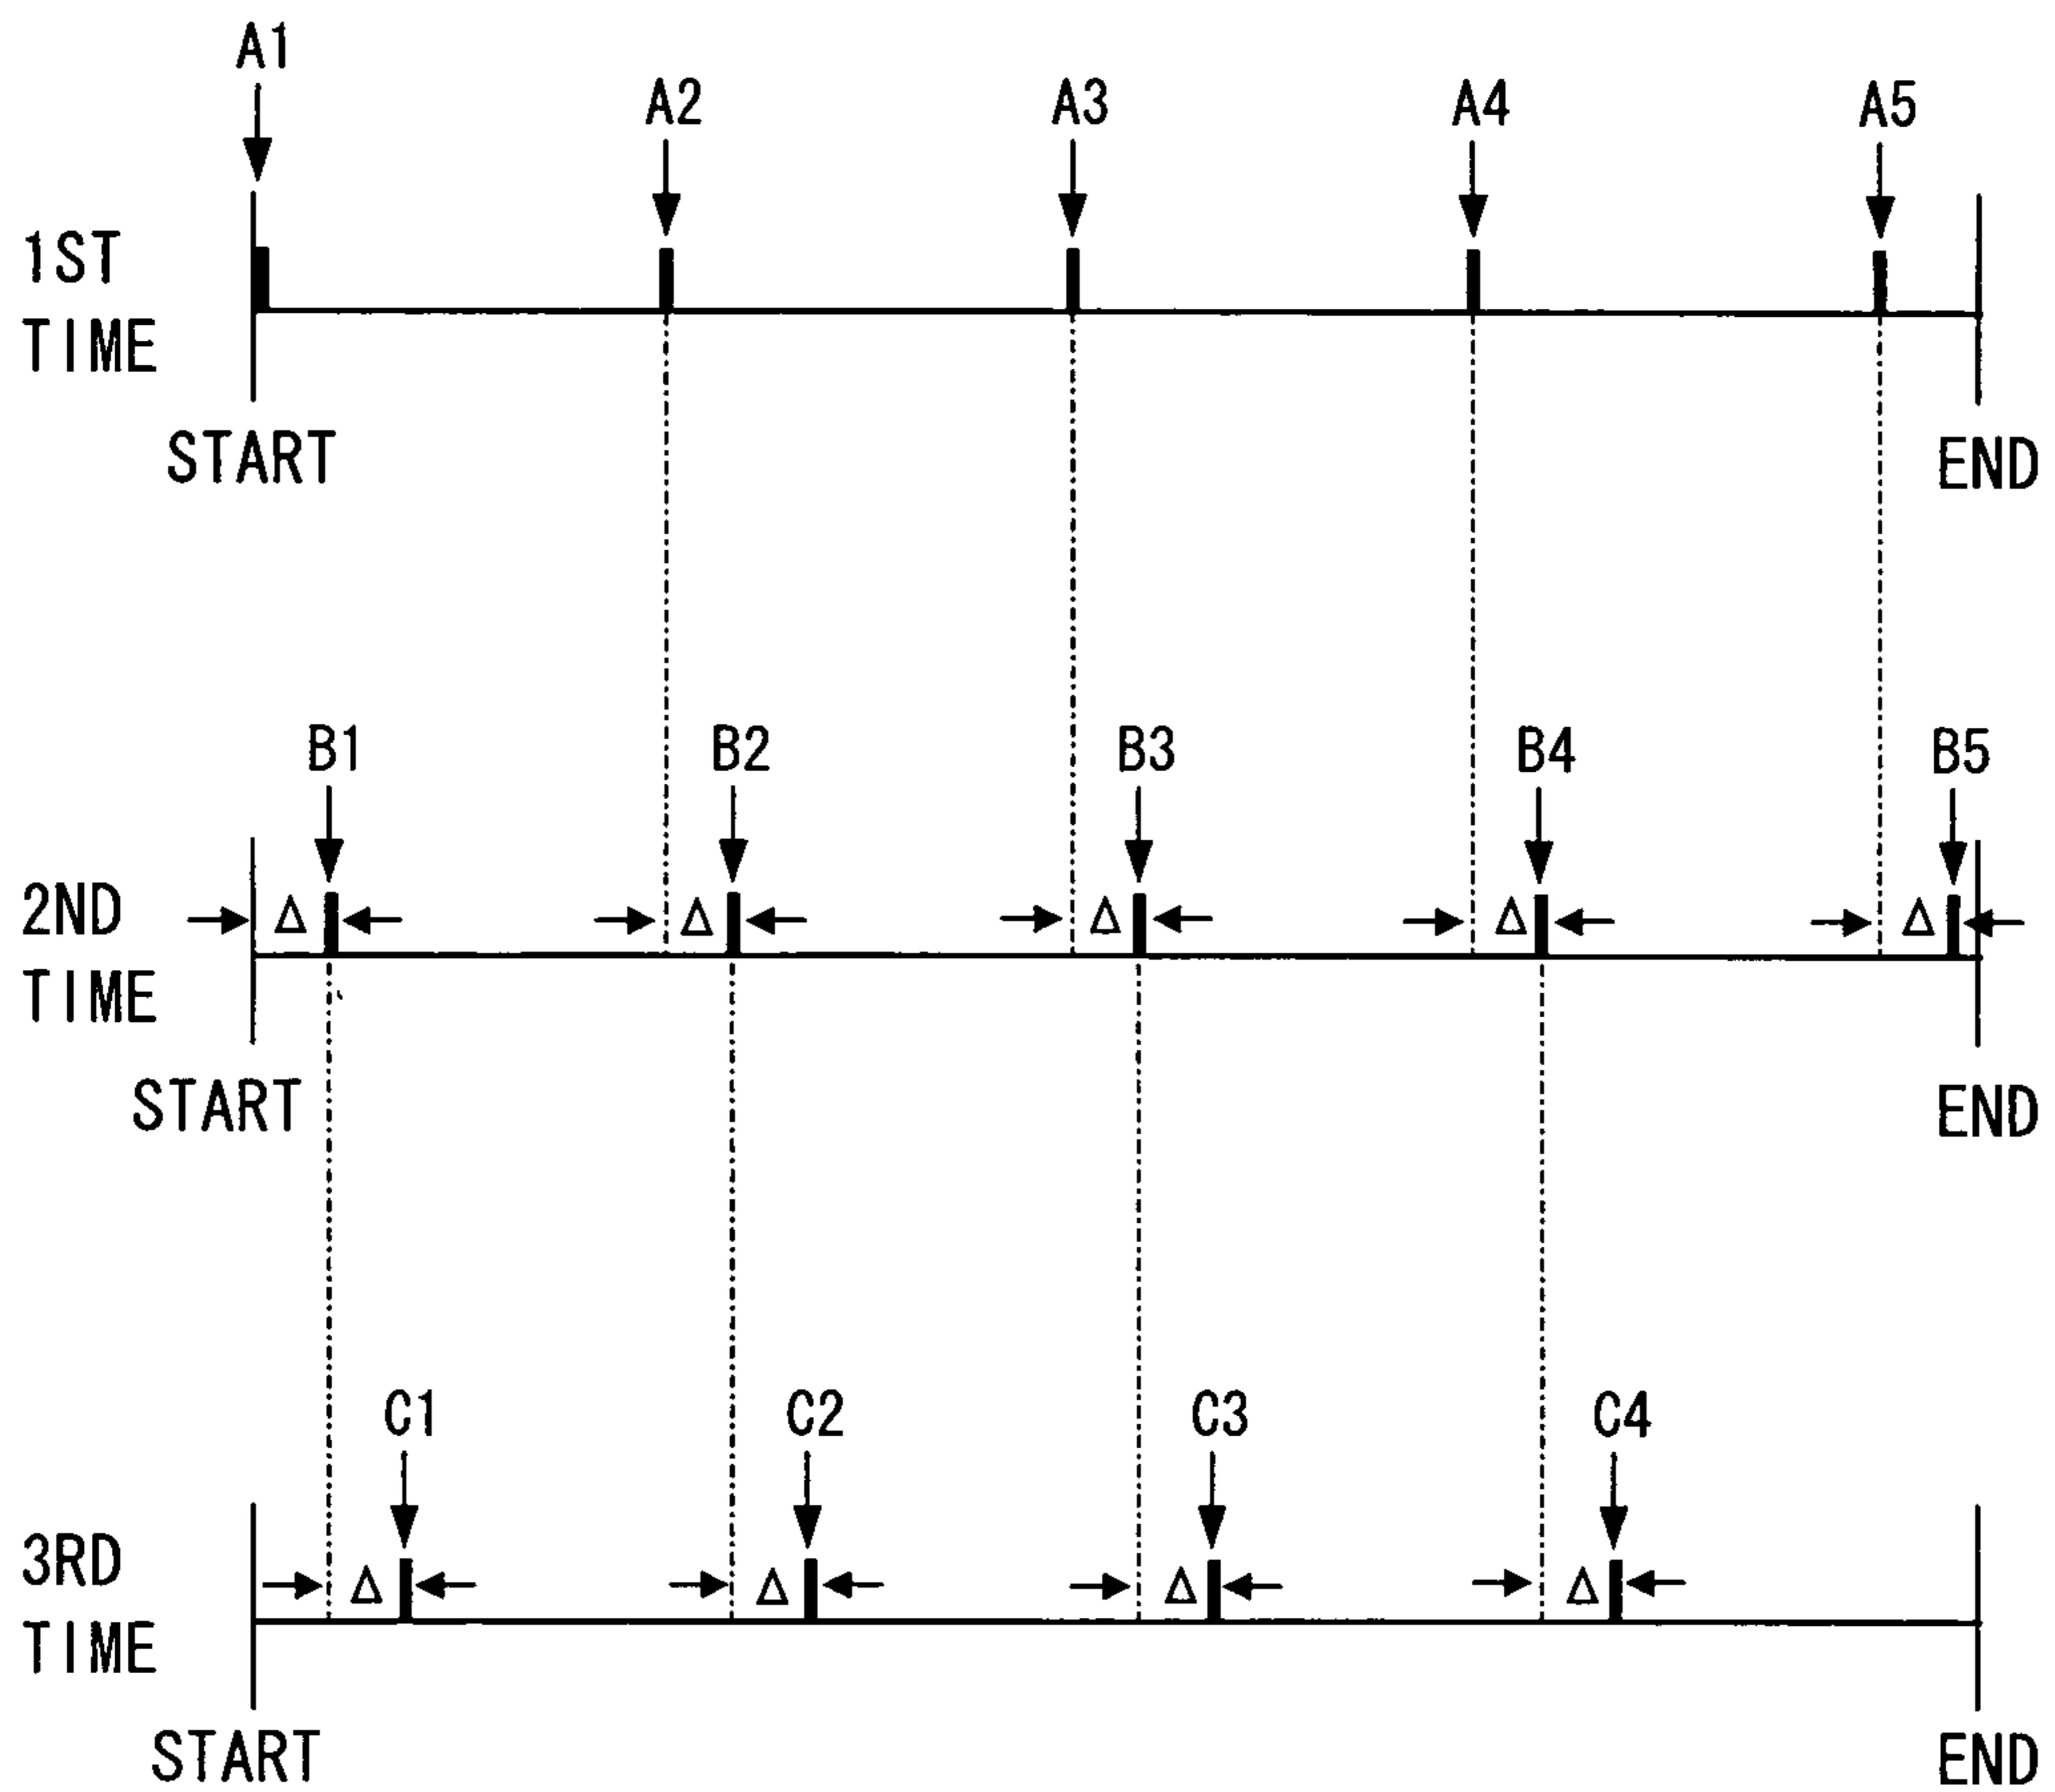 A1
A2 A3 A4 A5
1ST
TIME
START END
B1 B2 B3 B4 B5
2ND Δ Δ Δ Δ Δ
TIME
START END
C1 C2 C3 C4
3RD Δ Δ Δ Δ
TIME
START END